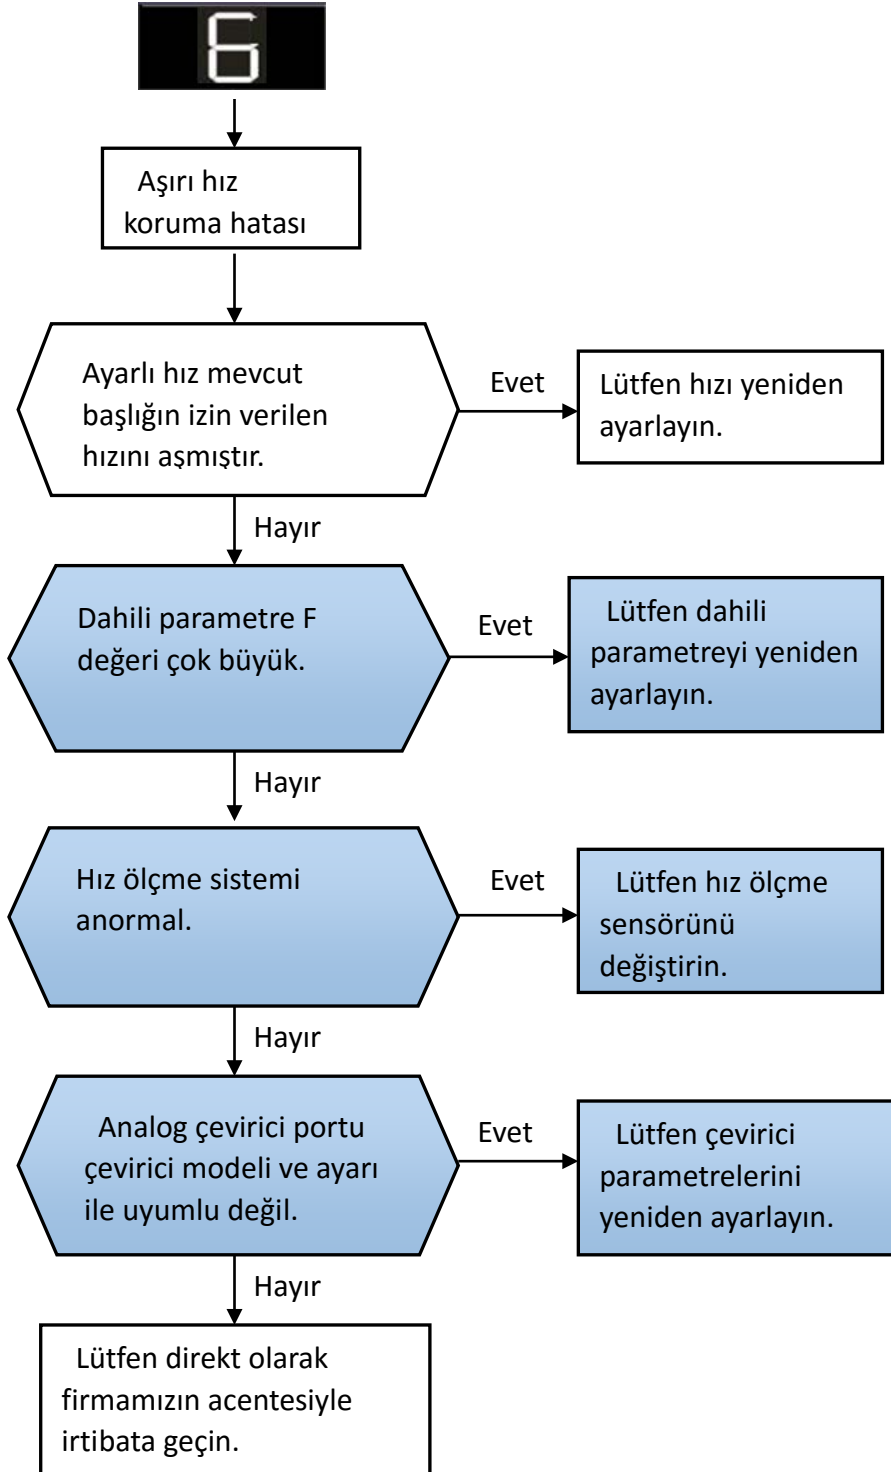 6
Aşırı hız
koruma hatası
Ayarlı hız mevcut
başlığın izin verilen
hızını aşmıştır.
Evet
Lütfen hızı yeniden
ayarlayın.
Hayır
Dahili parametre F
değeri çok büyük.
Evet
Lütfen dahili
parametreyi yeniden
ayarlayın.
Hayır
Hız ölçme sistemi
anormal.
Evet
Lütfen hız ölçme
sensörünü
değiştirin.
Hayır
Analog çevirici portu
çevirici modeli ve ayarı
ile uyumlu değil.
Evet
Lütfen çevirici
parametrelerini
yeniden ayarlayın.
Hayır
Lütfen direkt olarak
firmamızın acentesiyle
irtibata geçin.